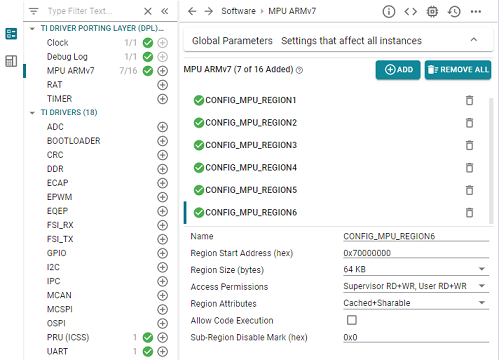 Type Filter Text...
Software > MPU ARMv7
TI DRIVER PORTING LAYER (DPL)...
Clock 1/1
Debug Log 1/1
MPU ARMv7 7/16
RAT
TIMER
TI DRIVERS (18)
ADC
BOOTLOADER
CRC
DDR
ECAP
EPWM
EQEP
FSI_RX
FSI_TX
GPIO
I2C
IPC
MCAN
MCSPI
OSPI
PRU (ICSS) 1
UART 1
Global Parameters Settings that affect all instances
MPU ARMv7 (7 of 16 Added)
ADD
REMOVE ALL
CONFIG_MPU_REGION1
CONFIG_MPU_REGION2
CONFIG_MPU_REGION3
CONFIG_MPU_REGION4
CONFIG_MPU_REGION5
CONFIG_MPU_REGION6
Name CONFIG_MPU_REGION6
Region Start Address (hex) 0x70000000
Region Size (bytes) 64 KB
Access Permissions Supervisor RD+WR, User RD+WR
Region Attributes Cached+Sharable
Allow Code Execution
Sub-Region Disable Mark (hex) 0x0